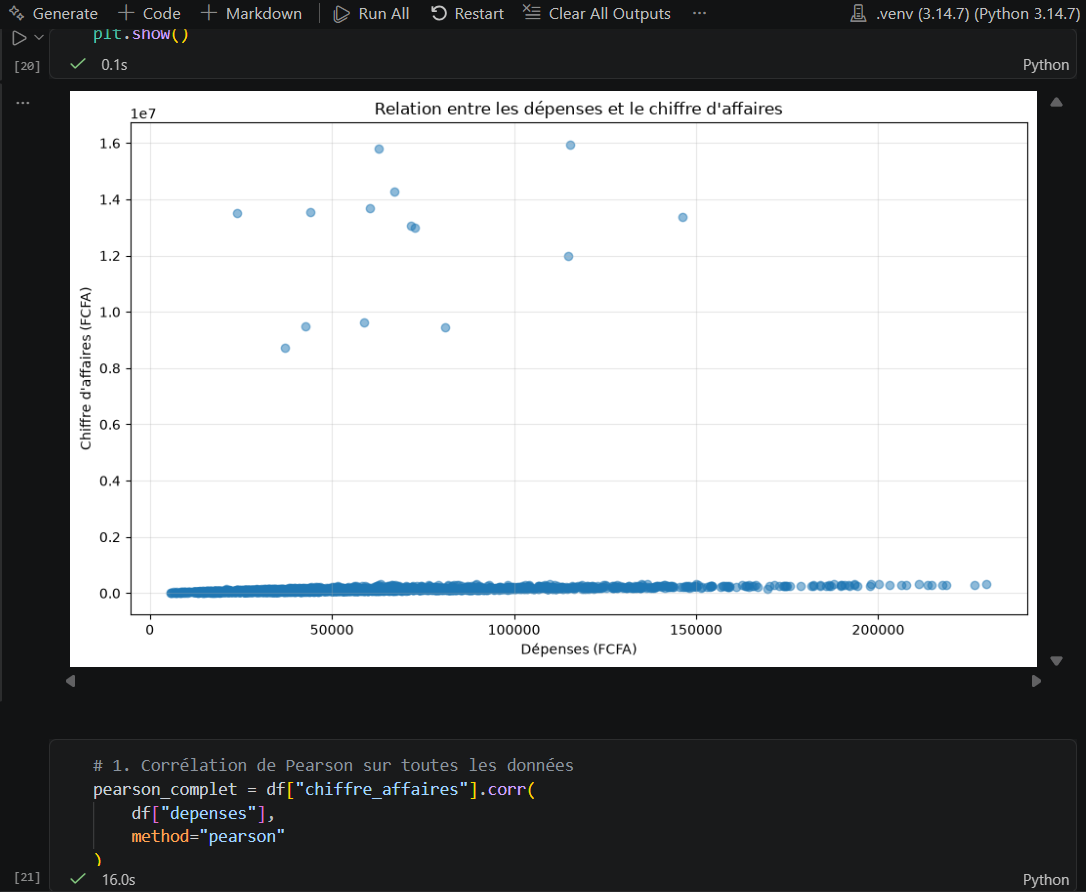 Generate + Code + Markdown Run All Restart Clear All Outputs ... .venv (3.14.7) (Python 3.14.7)
plt.show()
[20] 0.1s Python
...
Relation entre les dépenses et le chiffre d'affaires
1e7
1.6
1.4
1.2
1.0
0.8
0.6
0.4
0.2
0.0
Chiffre d'affaires (FCFA)
0 50000 100000 150000 200000
Dépenses (FCFA)
# 1. Corrélation de Pearson sur toutes les données
pearson_complet = df["chiffre_affaires"].corr(
    df["depenses"],
    method="pearson"
)
[21] 16.0s Python